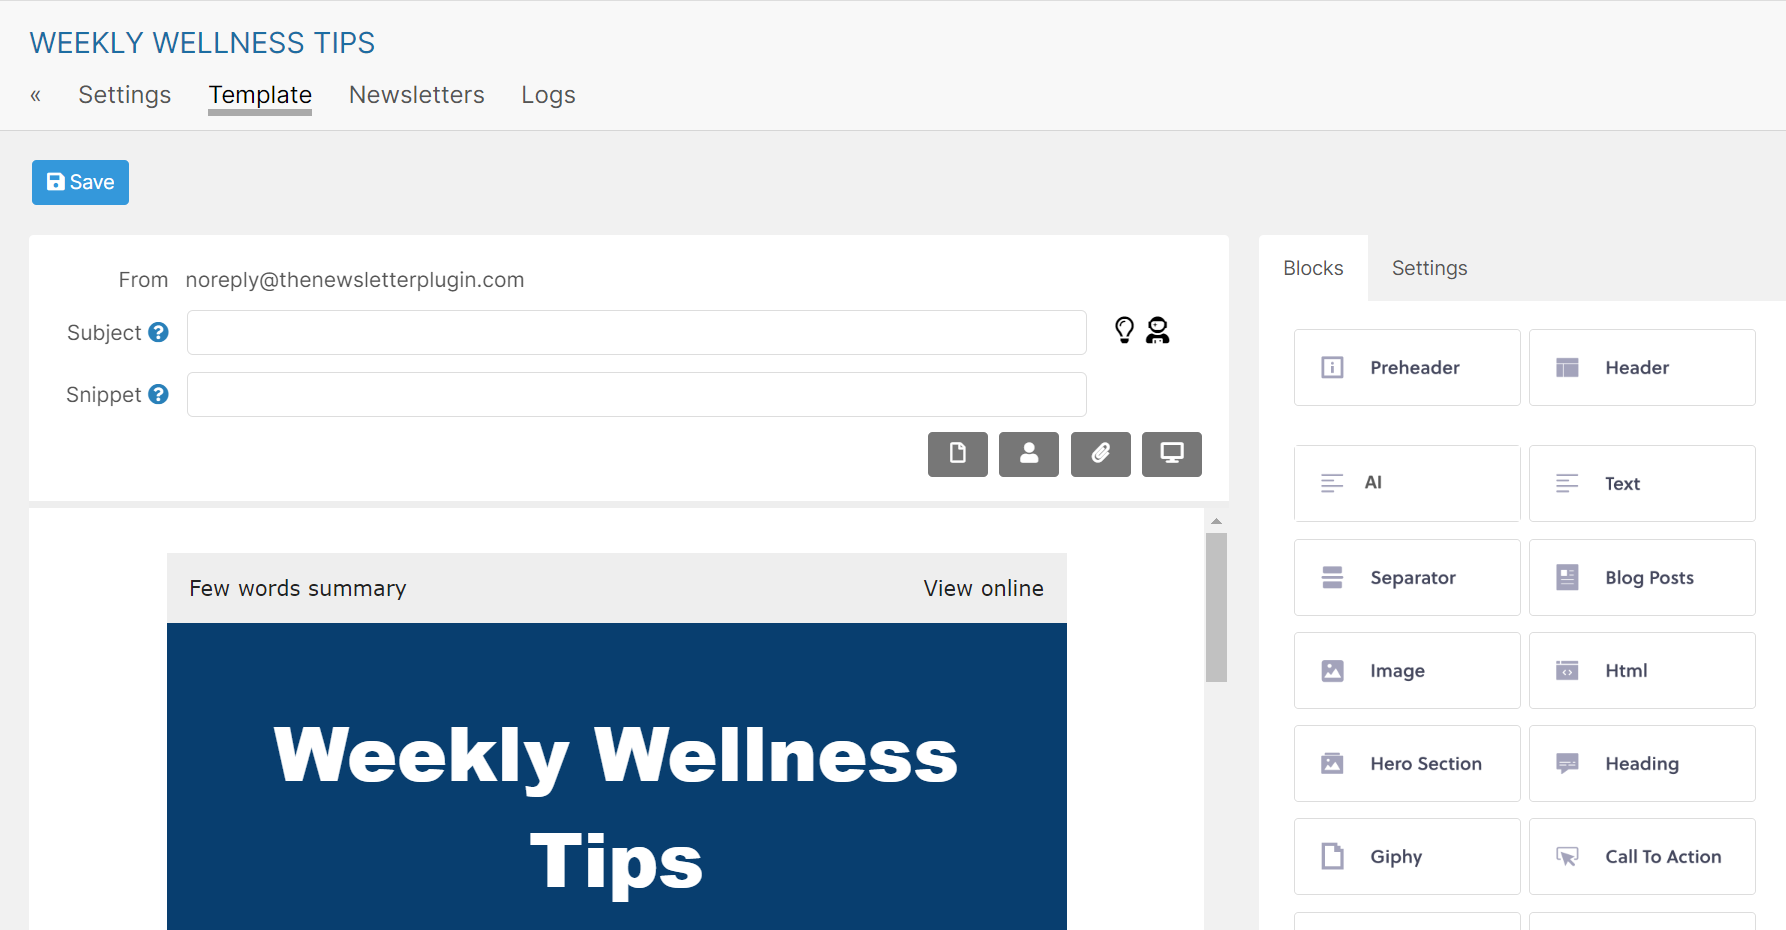 WEEKLY WELLNESS TIPS
« Settings Template Newsletters Logs
Save
From noreply@thenewsletterplugin.com
Subject ?
Snippet ?
Few words summary View online
Weekly Wellness
Tips
Blocks Settings
Preheader Header
AI Text
Separator Blog Posts
Image Html
Hero Section Heading
Giphy Call To Action